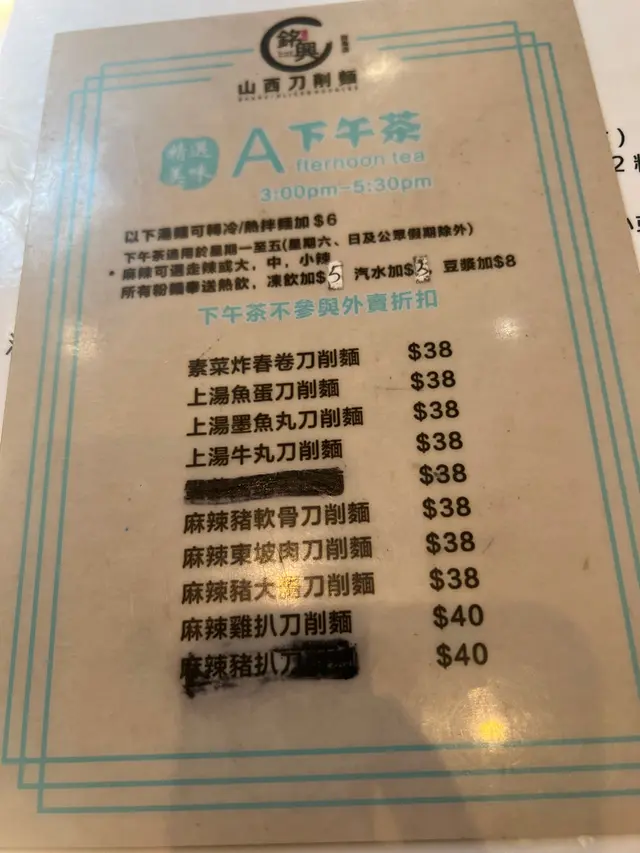 銘興
山西刀削麵
精選
美味
A下午茶
fternoon tea
3:00pm-5:30pm
以下湯麵可轉冷/熱拌麵加$6
下午茶適用於星期一至五(星期六、日及公眾假期除外)
麻辣可選走辣或大，中，小辣
所有粉麵奉送熱飲，凍飲加$5 汽水加$ 豆漿加$8
下午茶不參與外賣折扣
素菜炸春卷刀削麵 $38
上湯魚蛋刀削麵 $38
上湯墨魚丸刀削麵 $38
上湯牛丸刀削麵 $38
$38
麻辣豬軟骨刀削麵 $38
麻辣東坡肉刀削麵 $38
麻辣豬大腸刀削麵 $38
麻辣雞扒刀削麵 $40
麻辣豬扒刀 $40